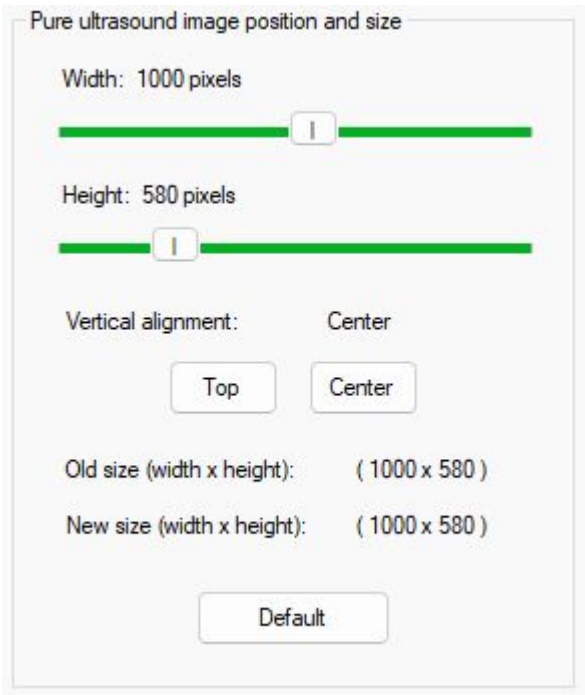 Pure ultrasound image position and size
Width: 1000 pixels
Height: 580 pixels
Vertical alignment: Center
Top Center
Old size (width x height): ( 1000 x 580 )
New size (width x height): ( 1000 x 580 )
Default